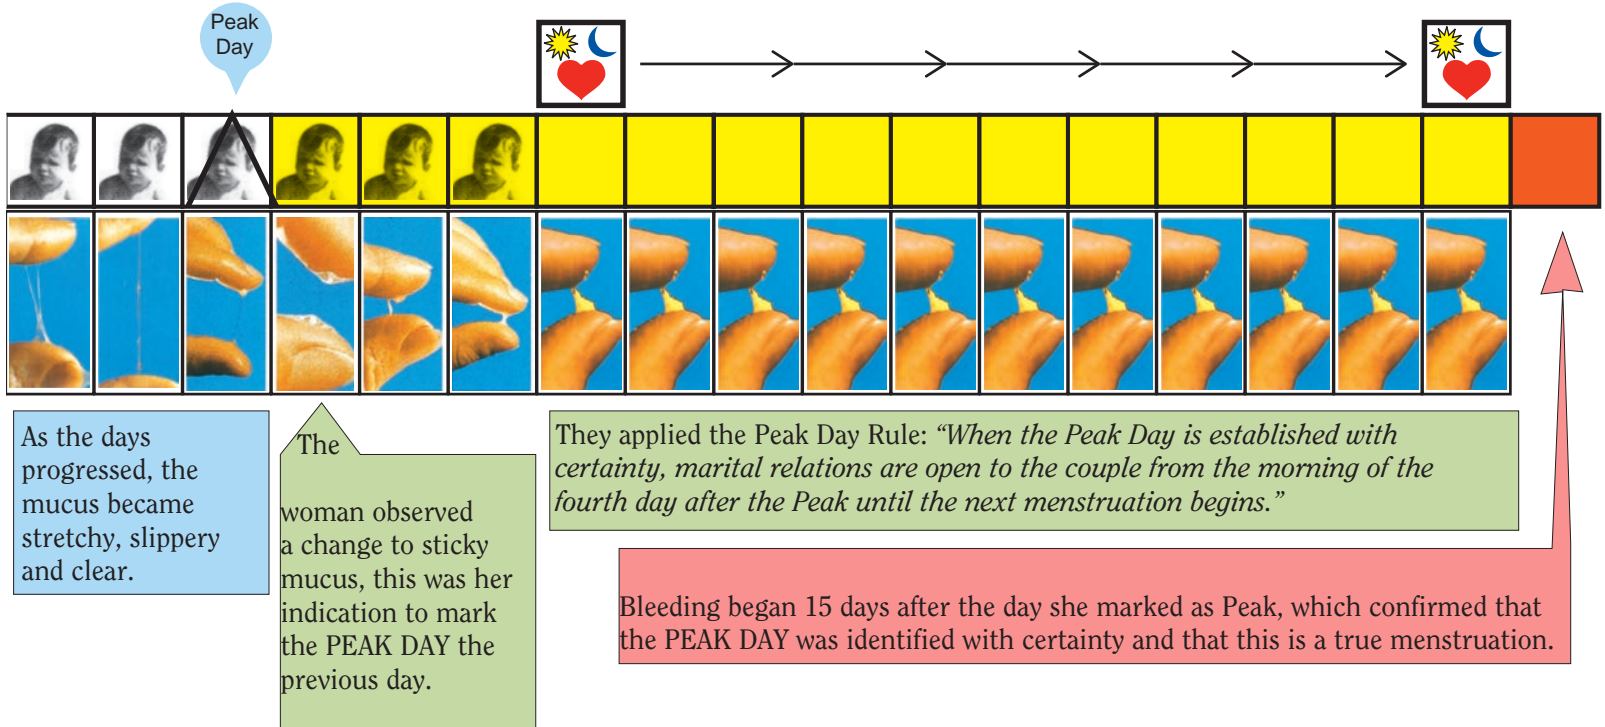 Peak
Day
As the days
progressed, the
mucus became
stretchy, slippery
and clear.
The
woman observed
a change to sticky
mucus, this was her
indication to mark
the PEAK DAY the
previous day.
They applied the Peak Day Rule: “When the Peak Day is established with
certainty, marital relations are open to the couple from the morning of the
fourth day after the Peak until the next menstruation begins.”
Bleeding began 15 days after the day she marked as Peak, which confirmed that
the PEAK DAY was identified with certainty and that this is a true menstruation.